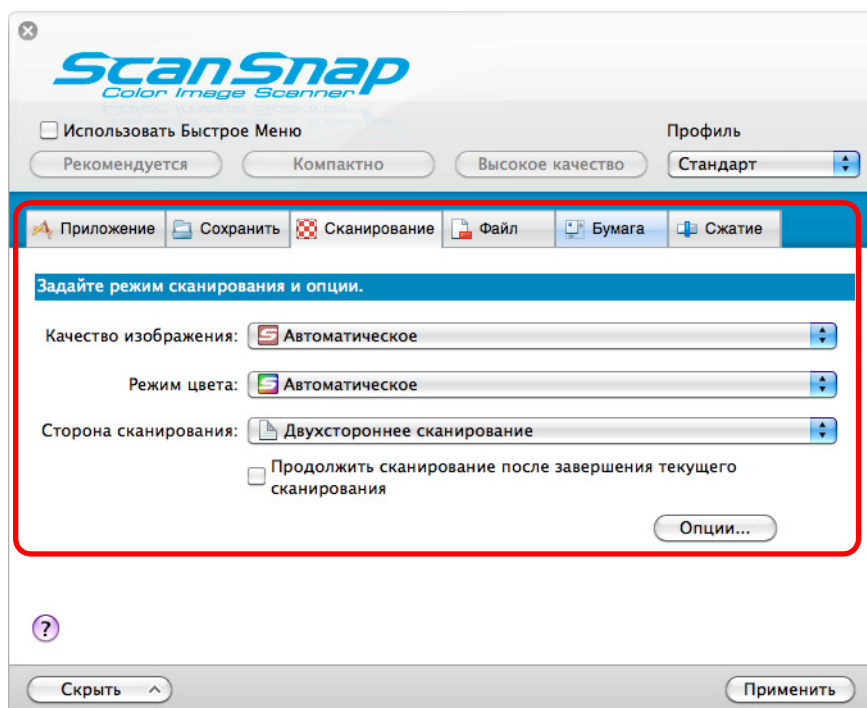 ScanSnap
Color Image Scanner
Использовать Быстрое Меню
Профиль
Рекомендуется Компактно Высокое качество Стандарт
Приложение Сохранить Сканирование Файл Бумага Сжатие
Задайте режим сканирования и опции.
Качество изображения: Автоматическое
Режим цвета: Автоматическое
Сторона сканирования: Двухстороннее сканирование
Продолжить сканирование после завершения текущего
сканирования
Опции...
?
Скрыть Применить